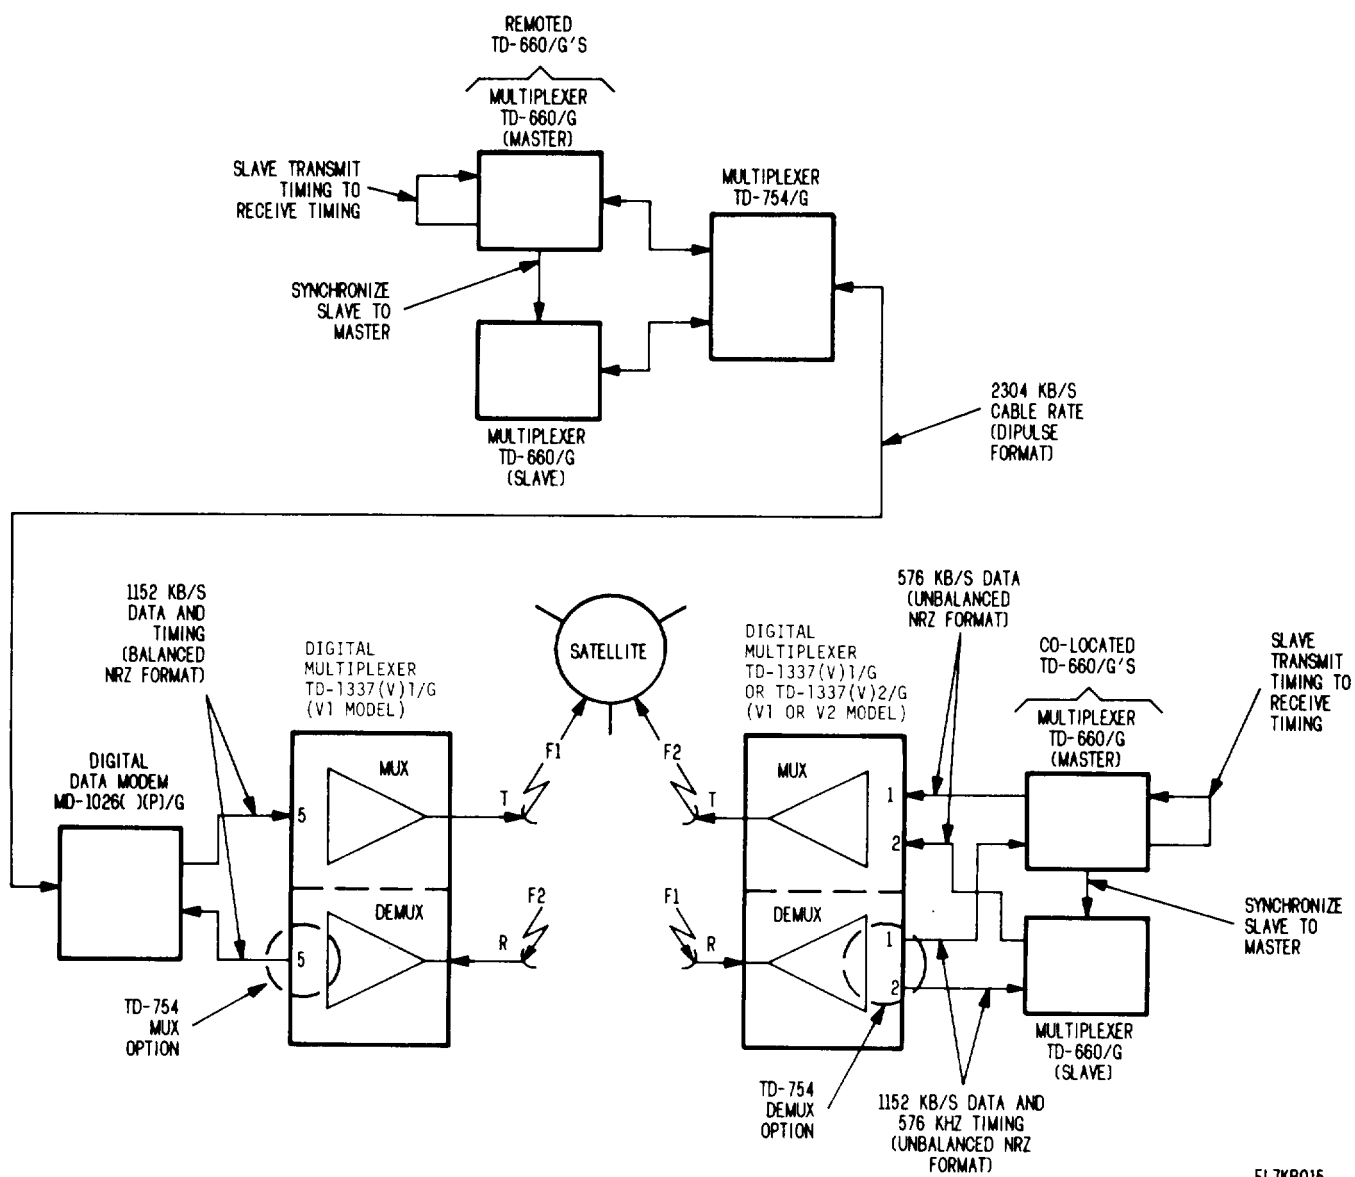 REMOTED
TD-660/G'S
MULTIPLEXER
TD-660/G
(MASTER)
SLAVE TRANSMIT
TIMING TO
RECEIVE TIMING
MULTIPLEXER
TD-754/G
SYNCHRONIZE
SLAVE TO
MASTER
MULTIPLEXER
TD-660/G
(SLAVE)
2304 KB/S
CABLE RATE
(DIPULSE
FORMAT)
1152 KB/S
DATA AND
TIMING
(BALANCED
NRZ FORMAT)
DIGITAL
MULTIPLEXER
TD-1337(V)1/G
(V1 MODEL)
SATELLITE
DIGITAL
MULTIPLEXER
TD-1337(V)1/G
OR TD-1337(V)2/G
(V1 OR V2 MODEL)
576 KB/S DATA
(UNBALANCED
NRZ FORMAT)
CO-LOCATED
TD-660/G'S
MULTIPLEXER
TD-660/G
(MASTER)
SLAVE
TRANSMIT
TIMING TO
RECEIVE
TIMING
DIGITAL
DATA MODEM
MD-1026( )(P)/G
5
MUX
T
F1
F2
T
MUX
1
2
5
DEMUX
R
F2
F1
R
DEMUX
1
2
SYNCHRONIZE
SLAVE TO
MASTER
TD-754
MUX
OPTION
MULTIPLEXER
TD-660/G
(SLAVE)
TD-754
DEMUX
OPTION
1152 KB/S DATA AND
576 KHZ TIMING
(UNBALANCED NRZ
FORMAT)